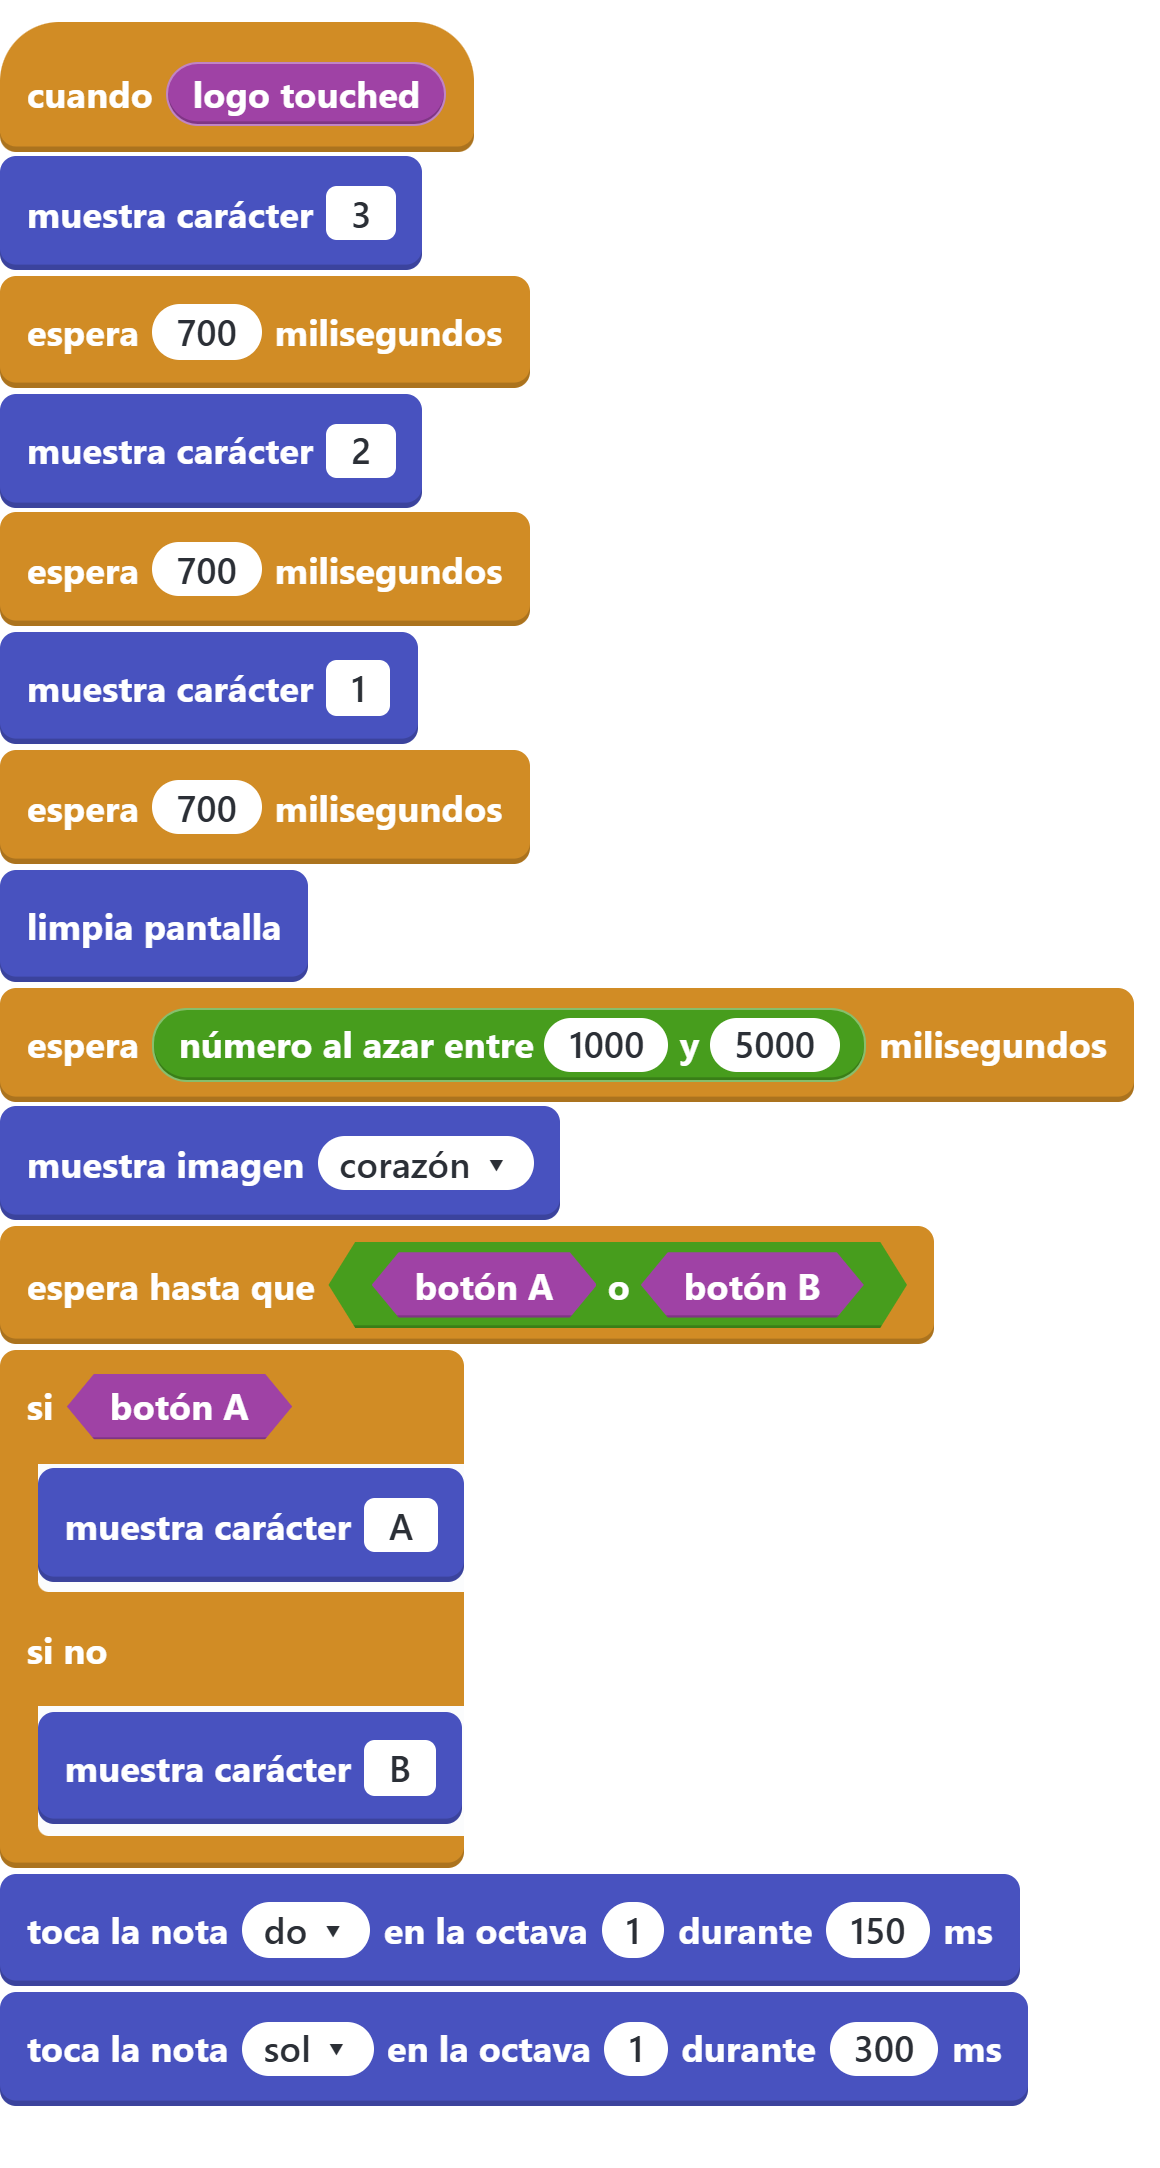 cuando logo touched
muestra carácter 3
espera 700 milisegundos
muestra carácter 2
espera 700 milisegundos
muestra carácter 1
espera 700 milisegundos
limpia pantalla
espera número al azar entre 1000 y 5000 milisegundos
muestra imagen corazón
espera hasta que botón A o botón B
si botón A
muestra carácter A
si no
muestra carácter B
toca la nota do en la octava 1 durante 150 ms
toca la nota sol en la octava 1 durante 300 ms